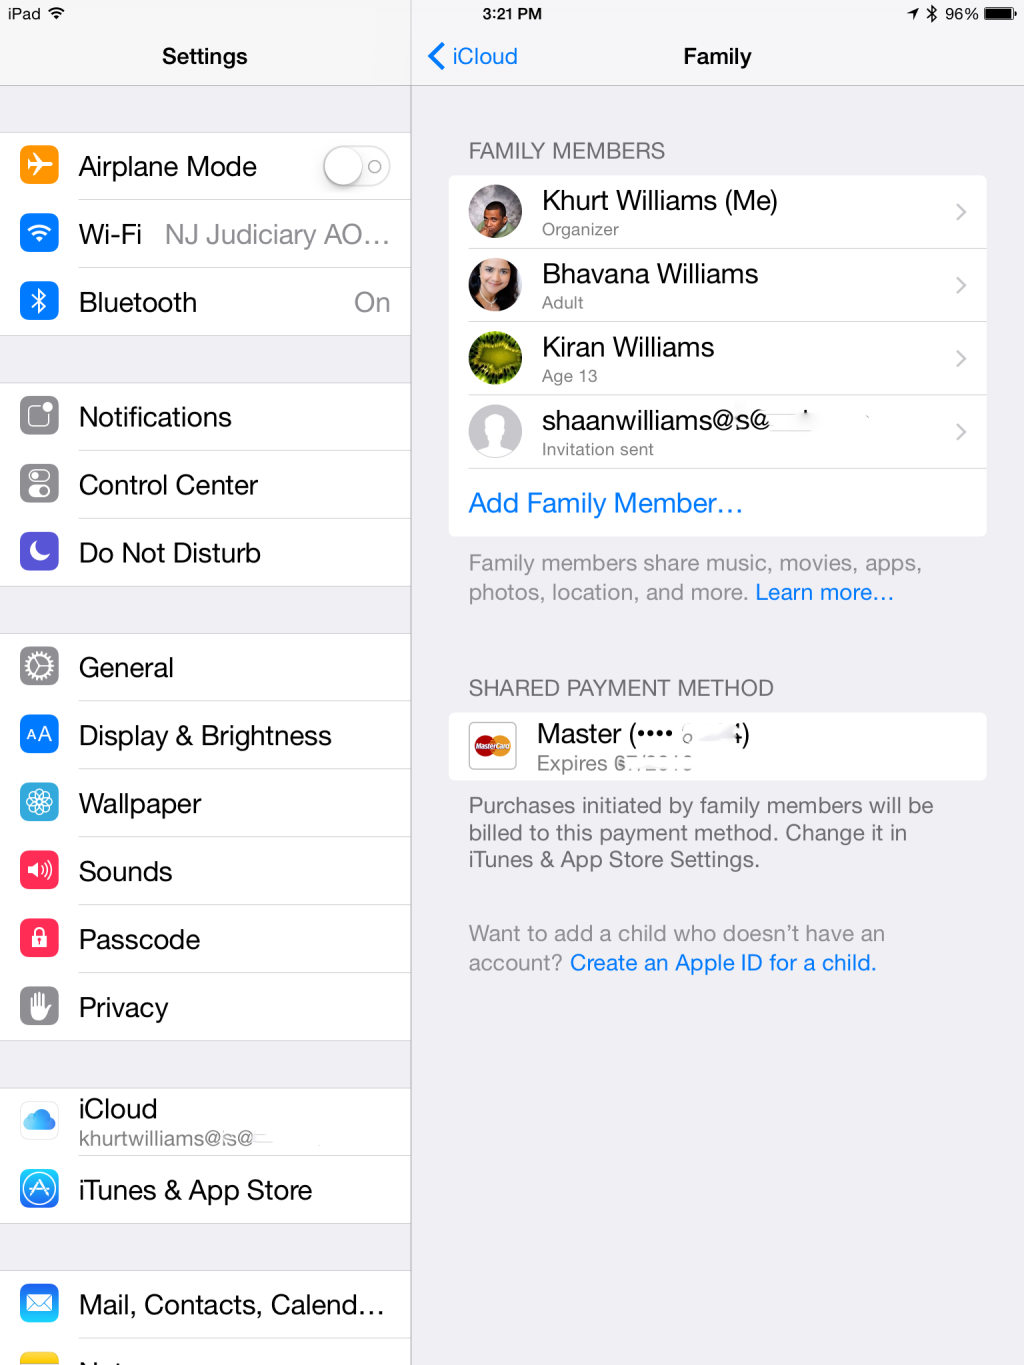 iPad
3:21 PM
96%
Settings
iCloud
Family
Airplane Mode
Wi-Fi NJ Judiciary AO…
Bluetooth On
Notifications
Control Center
Do Not Disturb
General
AA Display & Brightness
Wallpaper
Sounds
Passcode
Privacy
iCloud
khurtwilliams@
iTunes & App Store
Mail, Contacts, Calend…
FAMILY MEMBERS
Khurt Williams (Me)
Organizer
Bhavana Williams
Adult
Kiran Williams
Age 13
shaanwilliams@
Invitation sent
Add Family Member…
Family members share music, movies, apps,
photos, location, and more. Learn more…
SHARED PAYMENT METHOD
MasterCard
Master (••••
Expires
Purchases initiated by family members will be
billed to this payment method. Change it in
iTunes & App Store Settings.
Want to add a child who doesn’t have an
account? Create an Apple ID for a child.